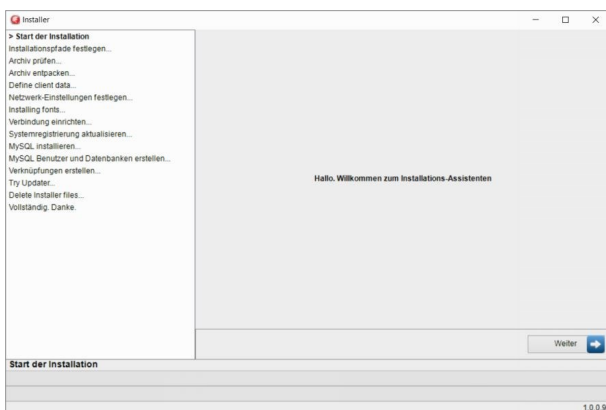 Installer
> Start der Installation
Installationspfade festlegen...
Archiv prüfen...
Archiv entpacken...
Define client data...
Netzwerk-Einstellungen festlegen...
Installing fonts...
Verbindung einrichten...
Systemregistrierung aktualisieren...
MySQL installieren...
MySQL Benutzer und Datenbanken erstellen...
Verknüpfungen erstellen...
Try Updater...
Delete Installer files...
Vollständig. Danke.
Hallo. Willkommen zum Installations-Assistenten
Weiter
Start der Installation
1.0.0.9